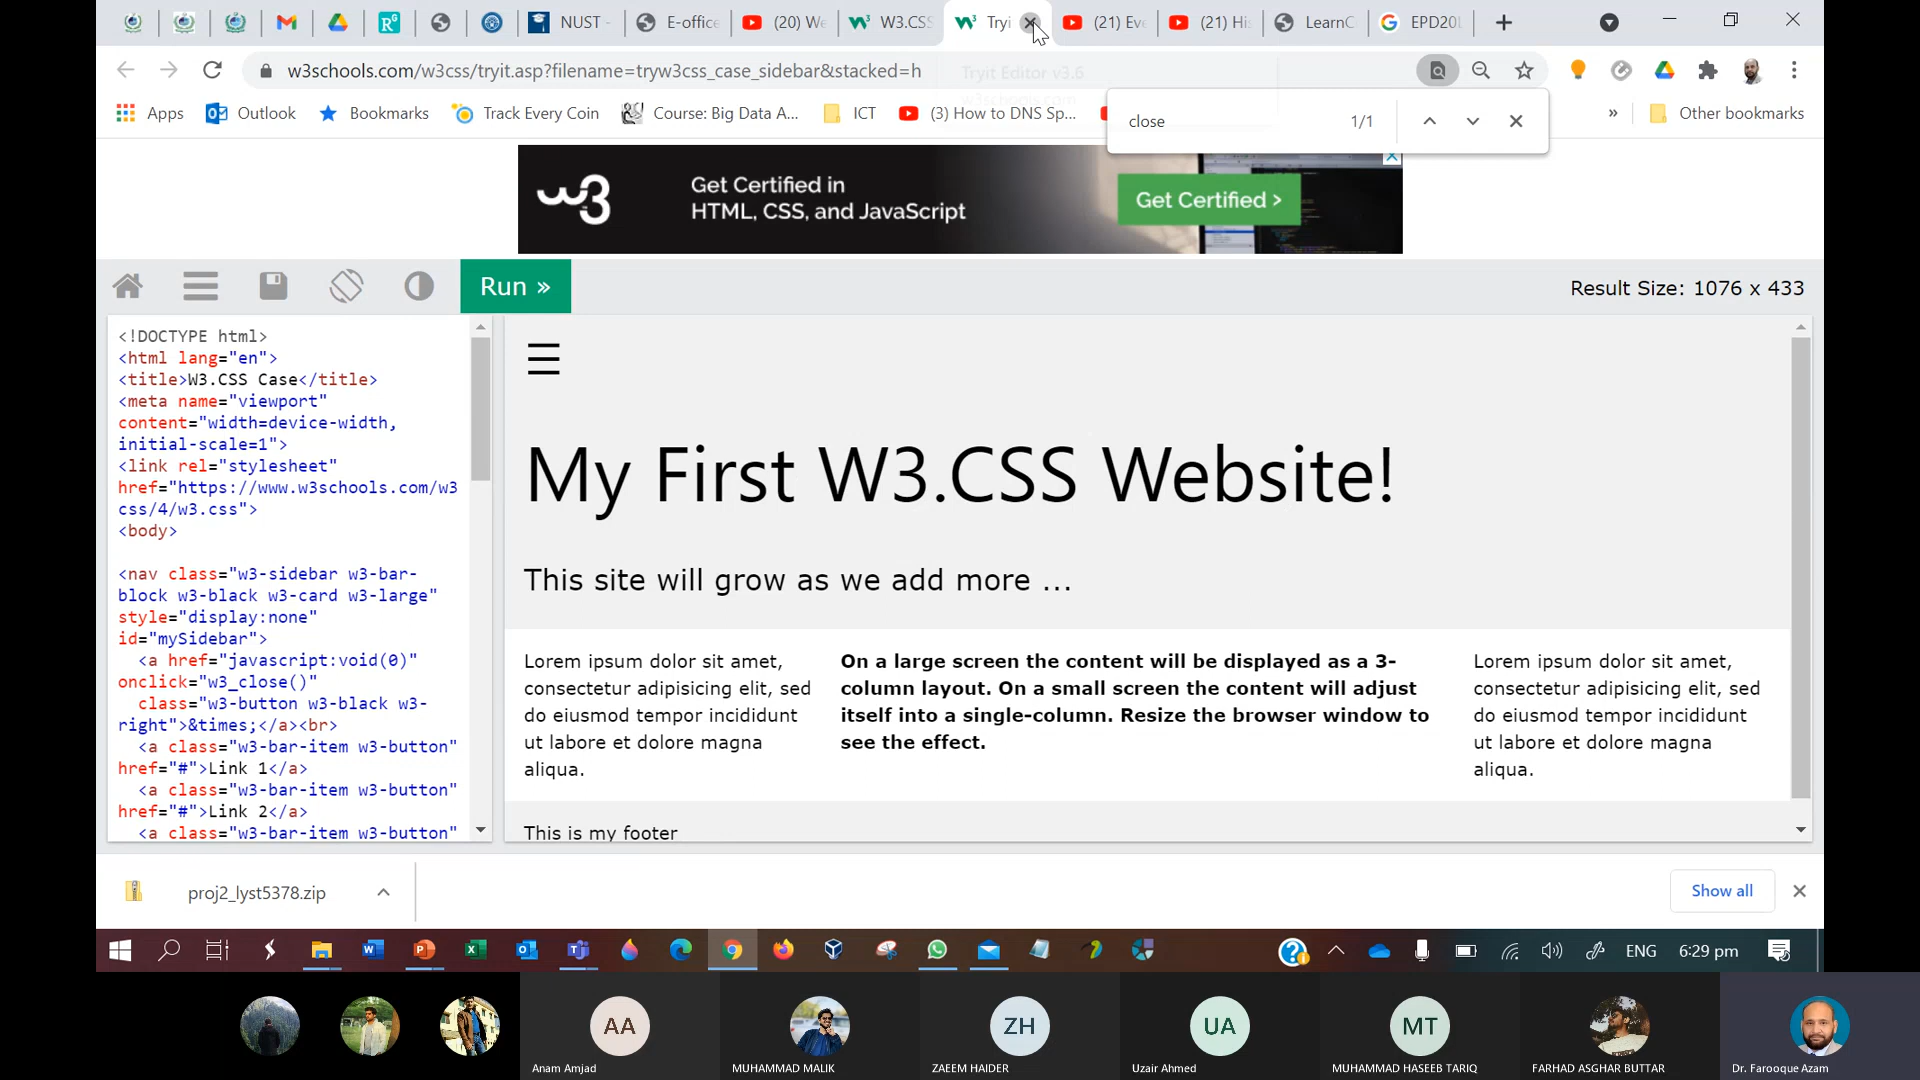 NUST -
E-office
(20) We
W3.CSS
Tryi
(21) Eve
(21) His
LearnC
EPD20
w3schools.com/w3css/tryit.asp?filename=tryw3css_case_sidebar&stacked=h
Tryit Editor v3.6
w3schools.com
Apps
Outlook
Bookmarks
Track Every Coin
Course: Big Data A...
ICT
(3) How to DNS Sp...
»
Other bookmarks
close
1/1
w3
Get Certified in
HTML, CSS, and JavaScript
Get Certified >
Run »
Result Size: 1076 x 433
<!DOCTYPE html>
<html lang="en">
<title>W3.CSS Case</title>
<meta name="viewport"
content="width=device-width,
initial-scale=1">
<link rel="stylesheet"
href="https://www.w3schools.com/w3
css/4/w3.css">
<body>
<nav class="w3-sidebar w3-bar-
block w3-black w3-card w3-large"
style="display:none"
id="mySidebar">
<a href="javascript:void(0)"
onclick="w3_close()"
class="w3-button w3-black w3-
right">&times;</a><br>
<a class="w3-bar-item w3-button"
href="#">Link 1</a>
<a class="w3-bar-item w3-button"
href="#">Link 2</a>
<a class="w3-bar-item w3-button"
☰
My First W3.CSS Website!
This site will grow as we add more ...
Lorem ipsum dolor sit amet,
consectetur adipisicing elit, sed
do eiusmod tempor incididunt
ut labore et dolore magna
aliqua.
On a large screen the content will be displayed as a 3-
column layout. On a small screen the content will adjust
itself into a single-column. Resize the browser window to
see the effect.
Lorem ipsum dolor sit amet,
consectetur adipisicing elit, sed
do eiusmod tempor incididunt
ut labore et dolore magna
aliqua.
This is my footer
proj2_lyst5378.zip
Show all
ENG
6:29 pm
AA
Anam Amjad
MUHAMMAD MALIK
ZH
ZAEEM HAIDER
UA
Uzair Ahmed
MT
MUHAMMAD HASEEB TARIQ
FARHAD ASGHAR BUTTAR
Dr. Farooque Azam